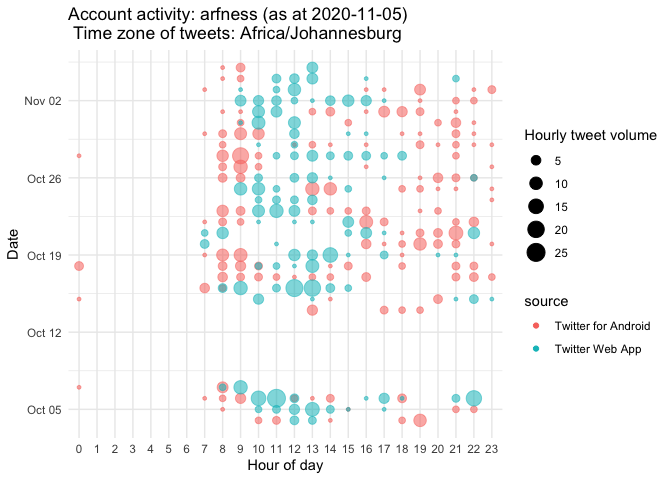 Account activity: arfness (as at 2020-11-05)
Time zone of tweets: Africa/Johannesburg
Date
Nov 02
Oct 26
Oct 19
Oct 12
Oct 05
0 1 2 3 4 5 6 7 8 9 10 11 12 13 14 15 16 17 18 19 20 21 22 23
Hour of day
Hourly tweet volume
5
10
15
20
25
source
Twitter for Android
Twitter Web App